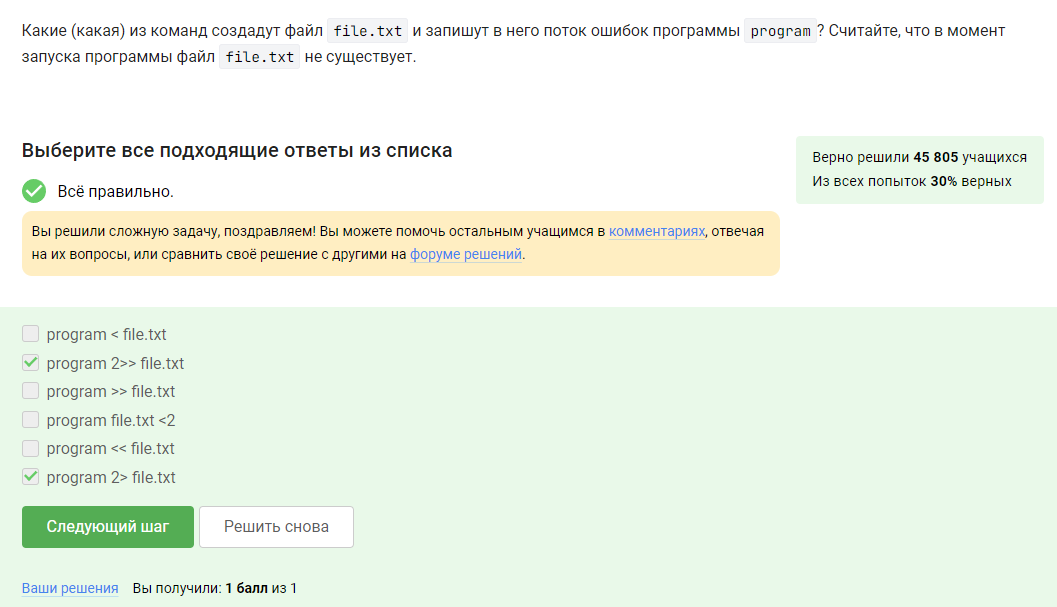 Какие (какая) из команд создадут файл file.txt и запишут в него поток ошибок программы program? Считайте, что в момент
запуска программы файл file.txt не существует.
Выберите все подходящие ответы из списка
Верно решили 45 805 учащихся
Из всех попыток 30% верных
Всё правильно.
Вы решили сложную задачу, поздравляем! Вы можете помочь остальным учащимся в комментариях, отвечая
на их вопросы, или сравнить своё решение с другими на форуме решений.
program < file.txt
program 2>> file.txt
program >> file.txt
program file.txt <2
program << file.txt
program 2> file.txt
Следующий шаг
Решить снова
Ваши решения Вы получили: 1 балл из 1